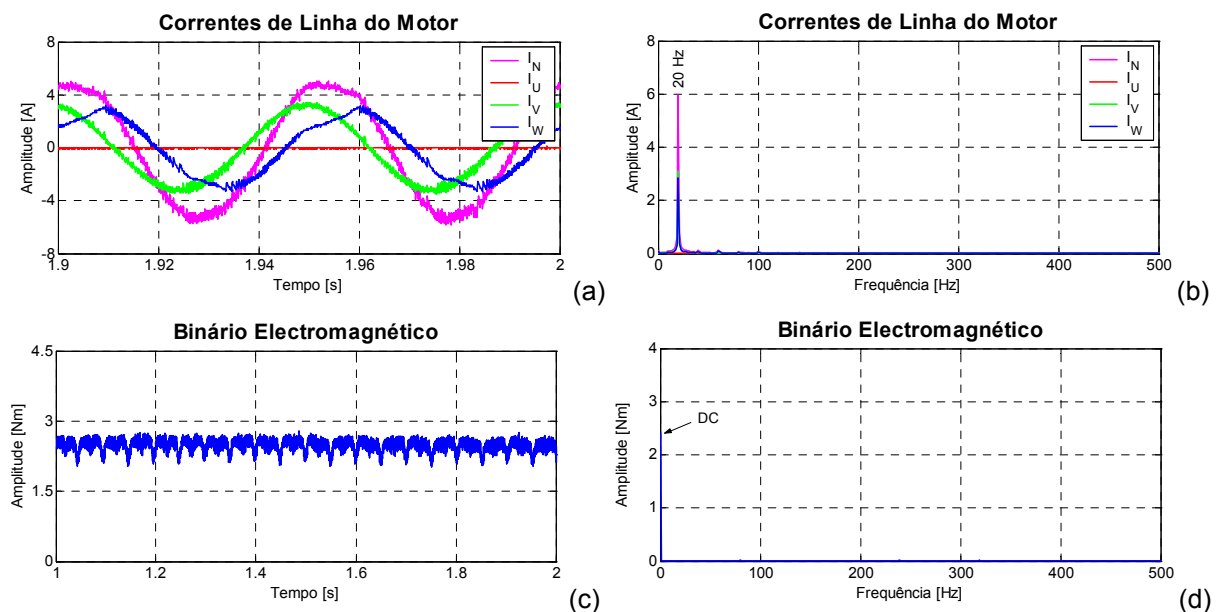 Correntes de Linha do Motor
Amplitude [A]
8
4
0
-4
-8
I_N
I_U
I_V
I_W
1.9
1.92
1.94
1.96
1.98
2
Tempo [s]
(a)
Correntes de Linha do Motor
Amplitude [A]
8
6
4
2
0
20 Hz
I_N
I_U
I_V
I_W
0
100
200
300
400
500
Frequência [Hz]
(b)
Binário Electromagnético
Amplitude [Nm]
4.5
3
1.5
0
1
1.2
1.4
1.6
1.8
2
Tempo [s]
(c)
Binário Electromagnético
Amplitude [Nm]
4
3
2
1
0
DC
0
100
200
300
400
500
Frequência [Hz]
(d)